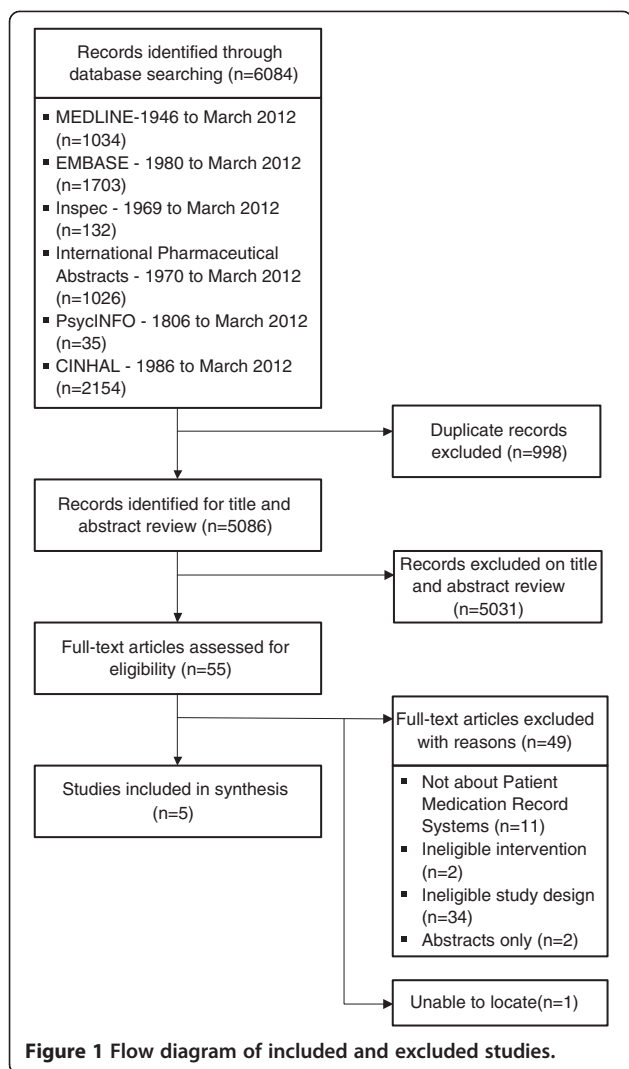 Records identified through
database searching (n=6084)
▪ MEDLINE-1946 to March 2012
(n=1034)
▪ EMBASE - 1980 to March 2012
(n=1703)
▪ Inspec - 1969 to March 2012
(n=132)
▪ International Pharmaceutical
Abstracts - 1970 to March 2012
(n=1026)
▪ PsycINFO - 1806 to March 2012
(n=35)
▪ CINHAL - 1986 to March 2012
(n=2154)
Duplicate records
excluded (n=998)
Records identified for title and
abstract review (n=5086)
Records excluded on title
and abstract review
(n=5031)
Full-text articles assessed for
eligibility (n=55)
Full-text articles excluded
with reasons (n=49)
▪ Not about Patient
Medication Record
Systems (n=11)
▪ Ineligible intervention
(n=2)
▪ Ineligible study design
(n=34)
▪ Abstracts only (n=2)
Studies included in synthesis
(n=5)
Unable to locate(n=1)
Figure 1 Flow diagram of included and excluded studies.